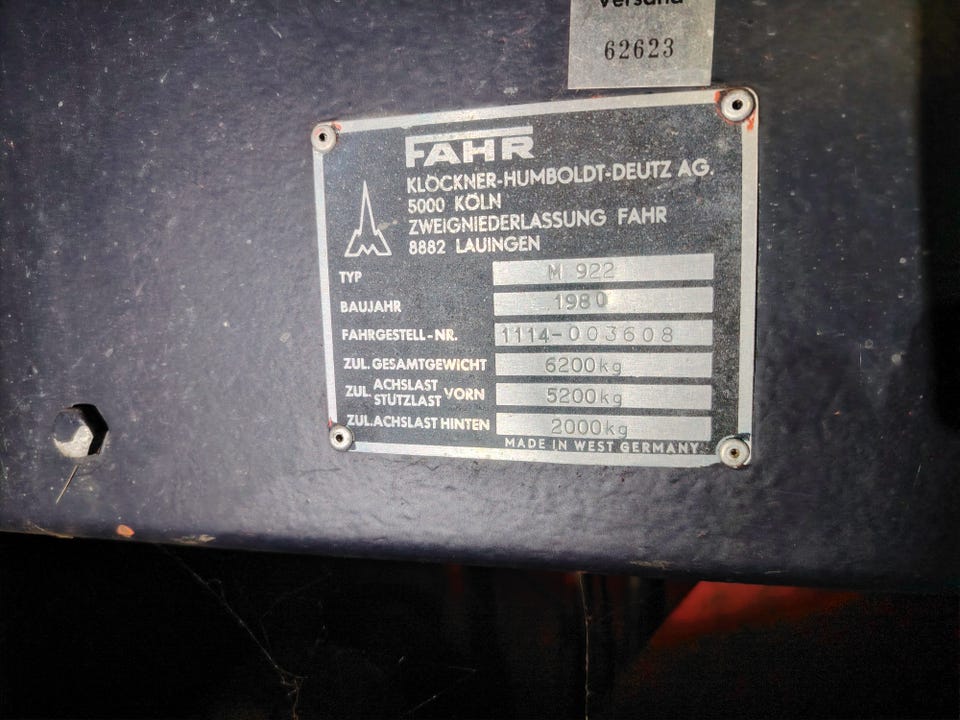 Versand
62623
FAHR
KLÖCKNER-HUMBOLDT-DEUTZ AG.
5000 KÖLN
ZWEIGNIEDERLASSUNG FAHR
8882 LAUINGEN
TYP M 922
BAUJAHR 1980
FAHRGESTELL-NR. 1114-003608
ZUL. GESAMTGEWICHT 6200kg
ZUL. ACHSLAST STÜTZLAST VORN 5200kg
ZUL. ACHSLAST HINTEN 2000kg
MADE IN WEST GERMANY